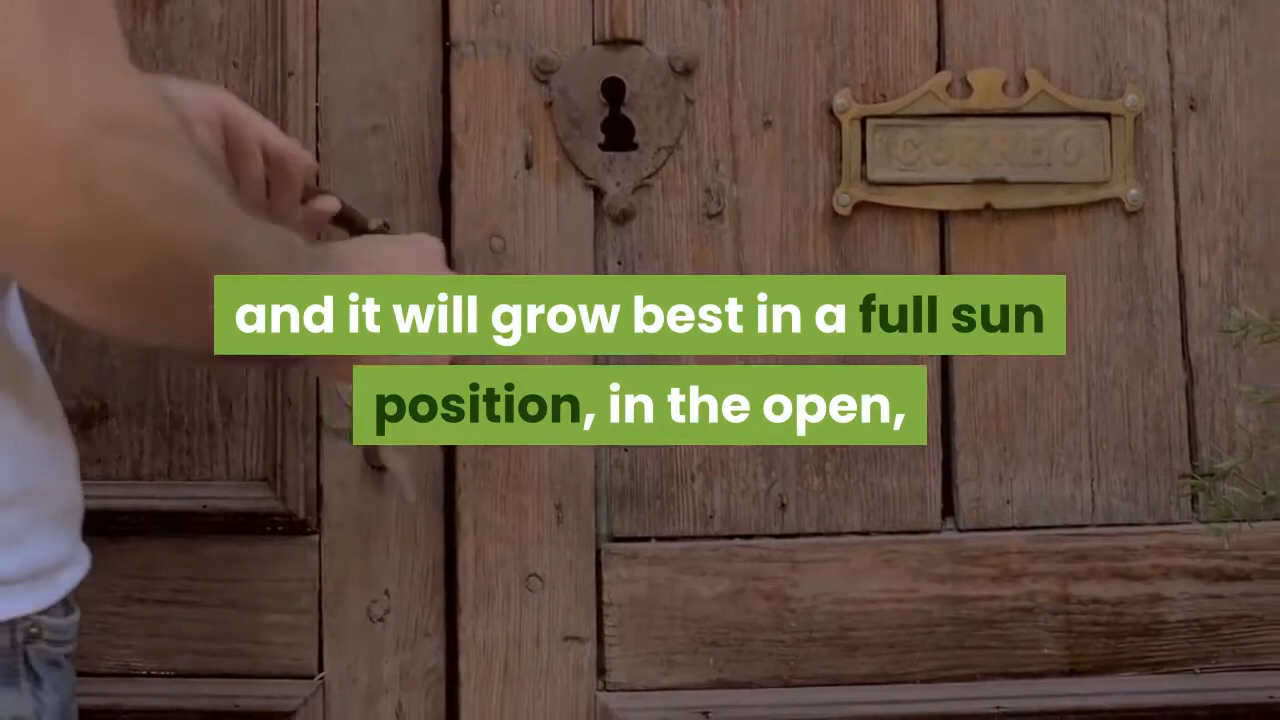 CORREO
and it will grow best in a full sun
position, in the open,